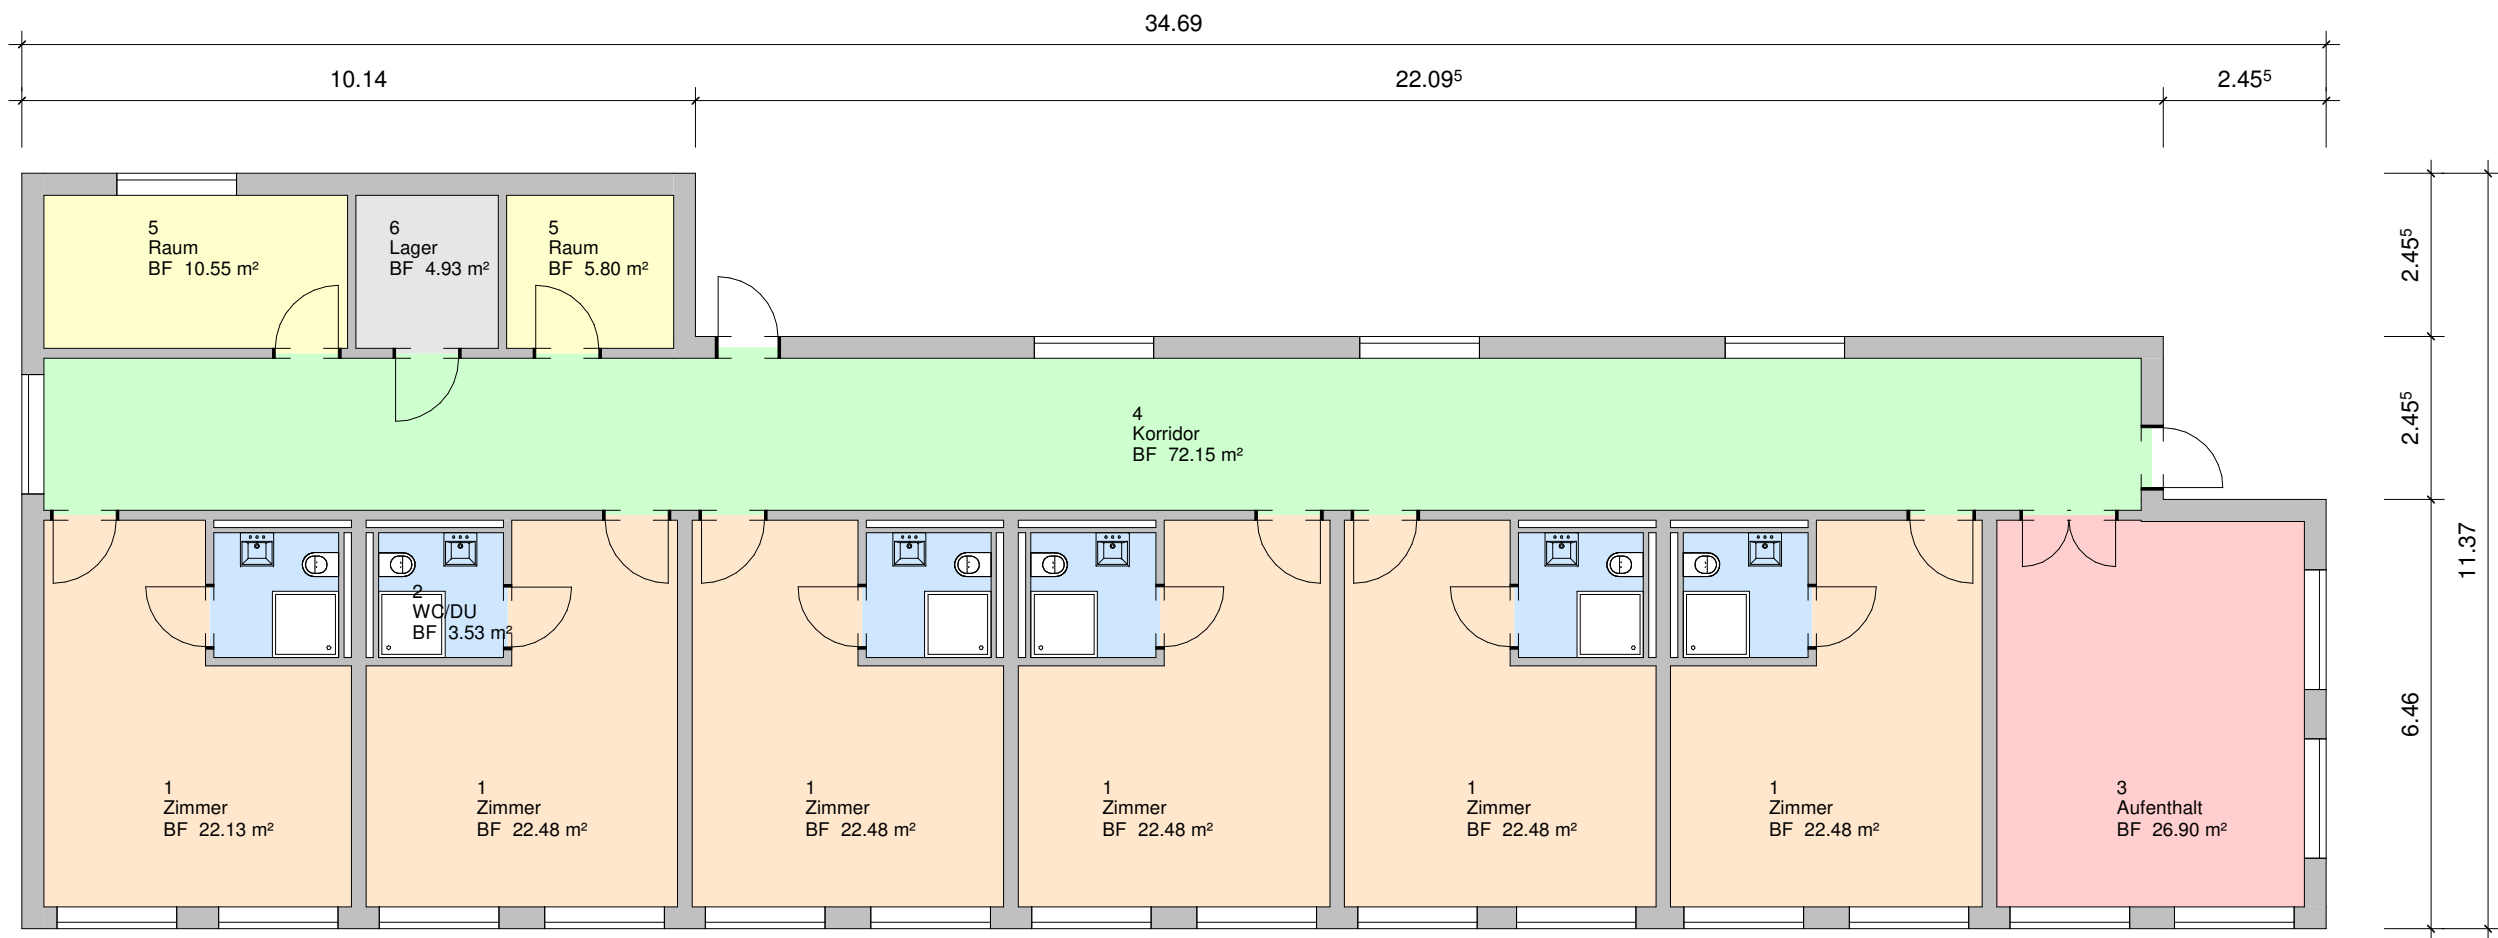 34.69
10.14
22.09⁵
2.45⁵
5
Raum
BF 10.55 m²
6
Lager
BF 4.93 m²
5
Raum
BF 5.80 m²
2.45⁵
4
Korridor
BF 72.15 m²
2.45⁵
11.37
2
WC/DU
BF 3.53 m²
6.46
1
Zimmer
BF 22.13 m²
1
Zimmer
BF 22.48 m²
1
Zimmer
BF 22.48 m²
1
Zimmer
BF 22.48 m²
1
Zimmer
BF 22.48 m²
1
Zimmer
BF 22.48 m²
3
Aufenthalt
BF 26.90 m²